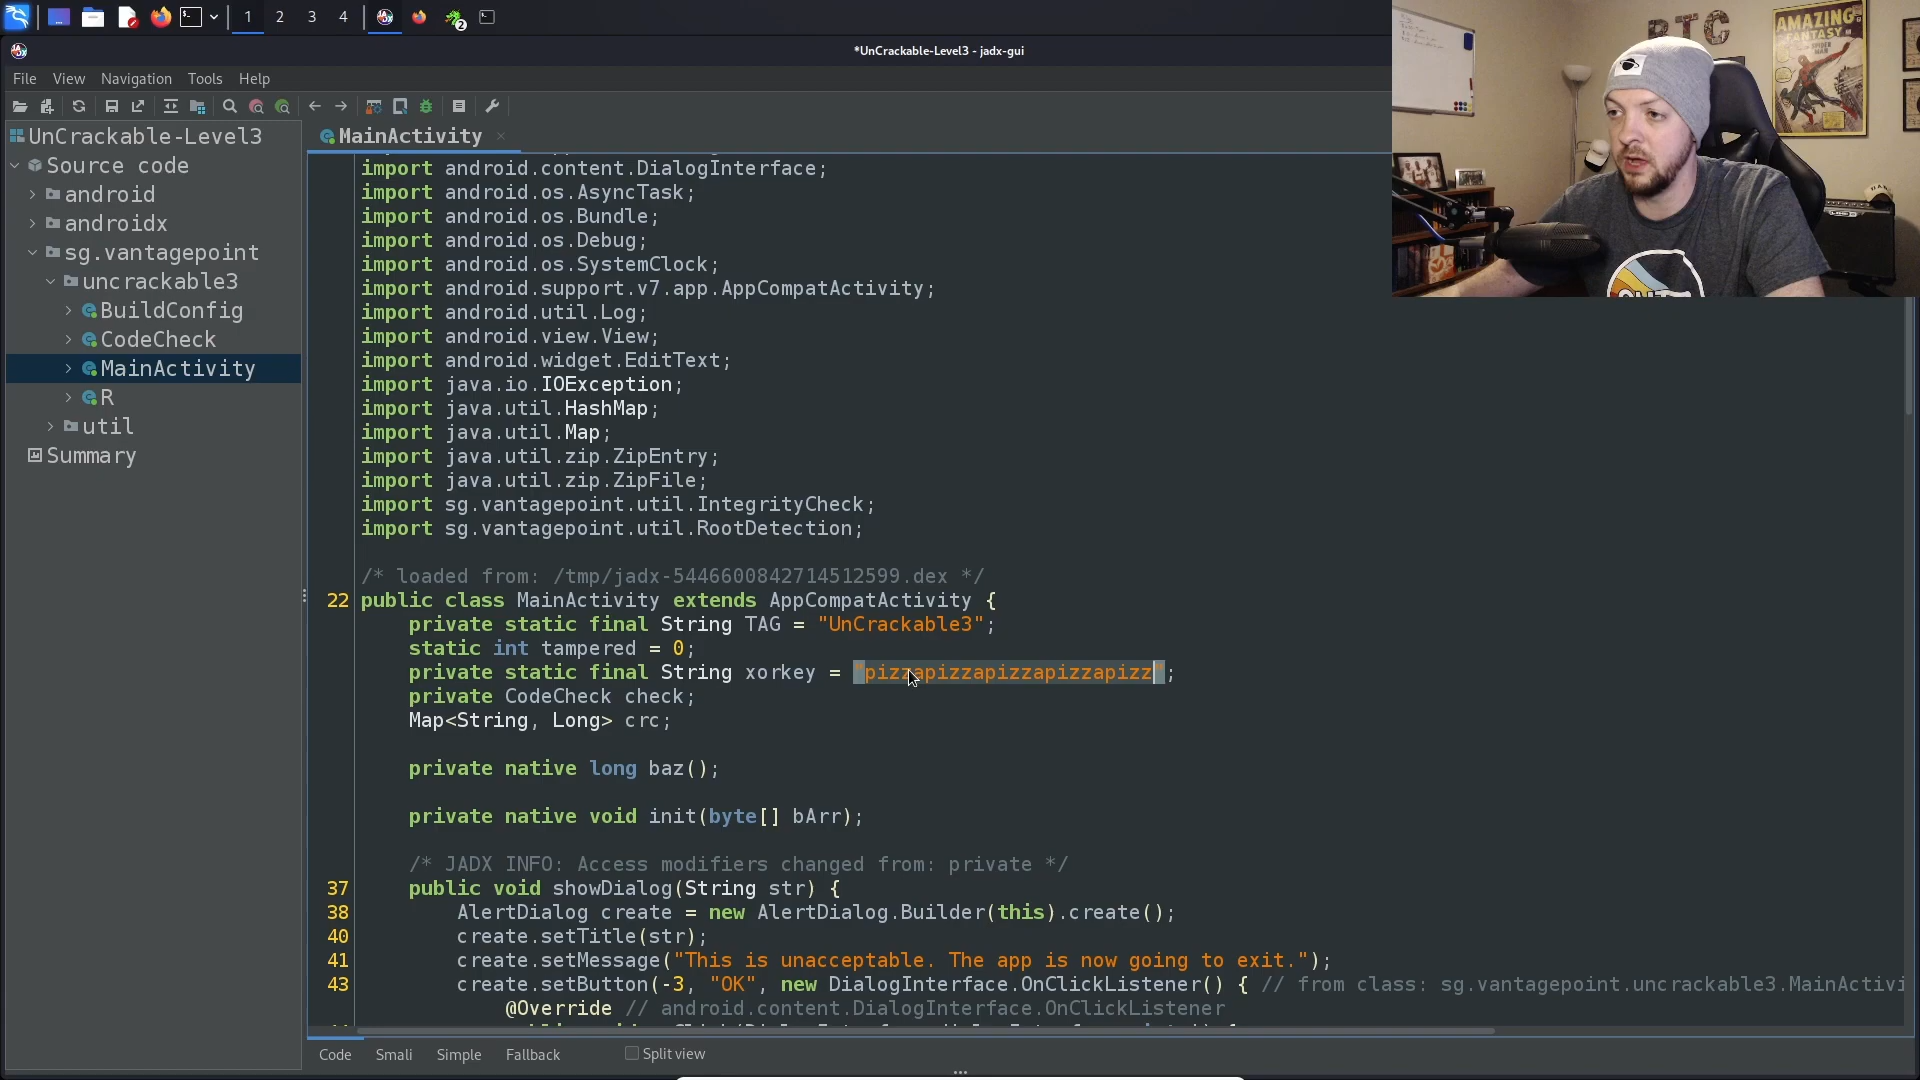 1 2 3 4
2
*UnCrackable-Level3 - jadx-gui
File View Navigation Tools Help
UnCrackable-Level3
Source code
android
androidx
sg.vantagepoint
uncrackable3
BuildConfig
CodeCheck
MainActivity
R
util
Summary
MainActivity ×
import android.content.DialogInterface;
import android.os.AsyncTask;
import android.os.Bundle;
import android.os.Debug;
import android.os.SystemClock;
import android.support.v7.app.AppCompatActivity;
import android.util.Log;
import android.view.View;
import android.widget.EditText;
import java.io.IOException;
import java.util.HashMap;
import java.util.Map;
import java.util.zip.ZipEntry;
import java.util.zip.ZipFile;
import sg.vantagepoint.util.IntegrityCheck;
import sg.vantagepoint.util.RootDetection;
/* loaded from: /tmp/jadx-5446600842714512599.dex */
22 public class MainActivity extends AppCompatActivity {
private static final String TAG = "UnCrackable3";
static int tampered = 0;
private static final String xorkey = "pizzapizzapizzapizzapizz";
private CodeCheck check;
Map<String, Long> crc;
private native long baz();
private native void init(byte[] bArr);
/* JADX INFO: Access modifiers changed from: private */
37 public void showDialog(String str) {
38 AlertDialog create = new AlertDialog.Builder(this).create();
40 create.setTitle(str);
41 create.setMessage("This is unacceptable. The app is now going to exit.");
43 create.setButton(-3, "OK", new DialogInterface.OnClickListener() { // from class: sg.vantagepoint.uncrackable3.MainActivi
@Override // android.content.DialogInterface.OnClickListener
Code Smali Simple Fallback Split view
BTC
AMAZING
FANTASY